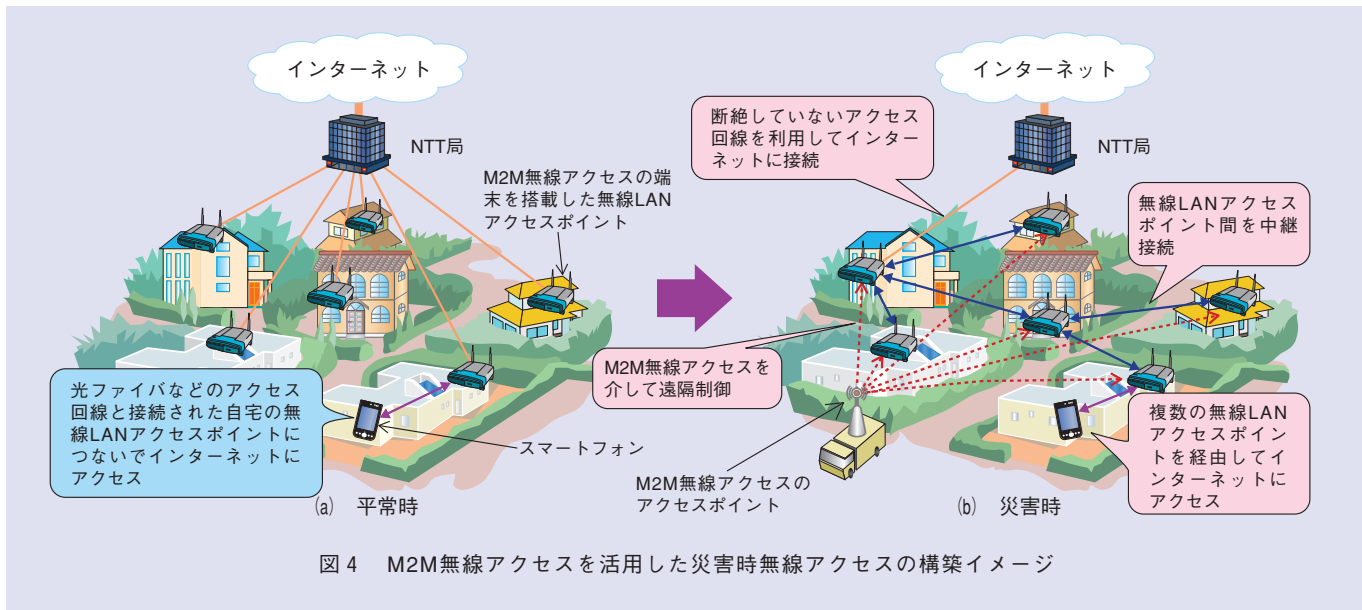 インターネット
NTT局
M2M無線アクセスの端
末を搭載した無線LAN
アクセスポイント
光ファイバなどのアクセス
回線と接続された自宅の無
線LANアクセスポイントに
つないでインターネットに
アクセス
スマートフォン
(a) 平常時
インターネット
NTT局
断絶していないアクセス
回線を利用してインター
ネットに接続
無線LANアクセス
ポイント間を中継
接続
M2M無線アクセスを
介して遠隔制御
M2M無線アクセスの
アクセスポイント
複数の無線LAN
アクセスポイン
トを経由してイ
ンターネットに
アクセス
(b) 災害時
図4 M2M無線アクセスを活用した災害時無線アクセスの構築イメージ